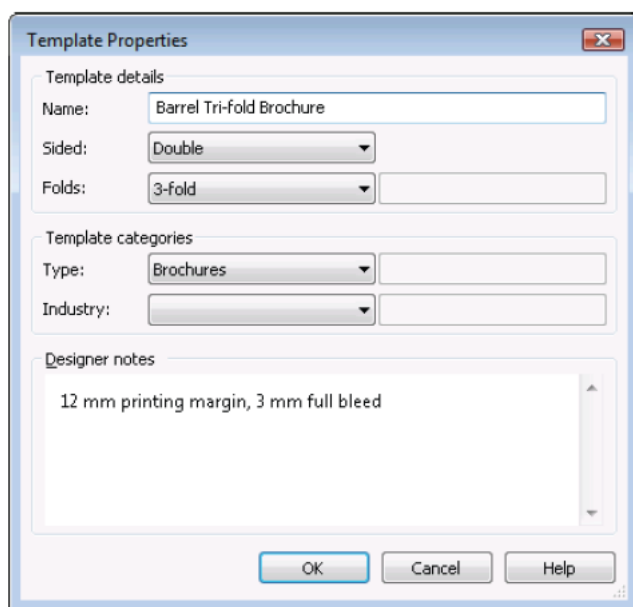 Template Properties
Template details
Name: Barrel Tri-fold Brochure
Sided: Double
Folds: 3-fold
Template categories
Type: Brochures
Industry:
Designer notes
12 mm printing margin, 3 mm full bleed
OK Cancel Help